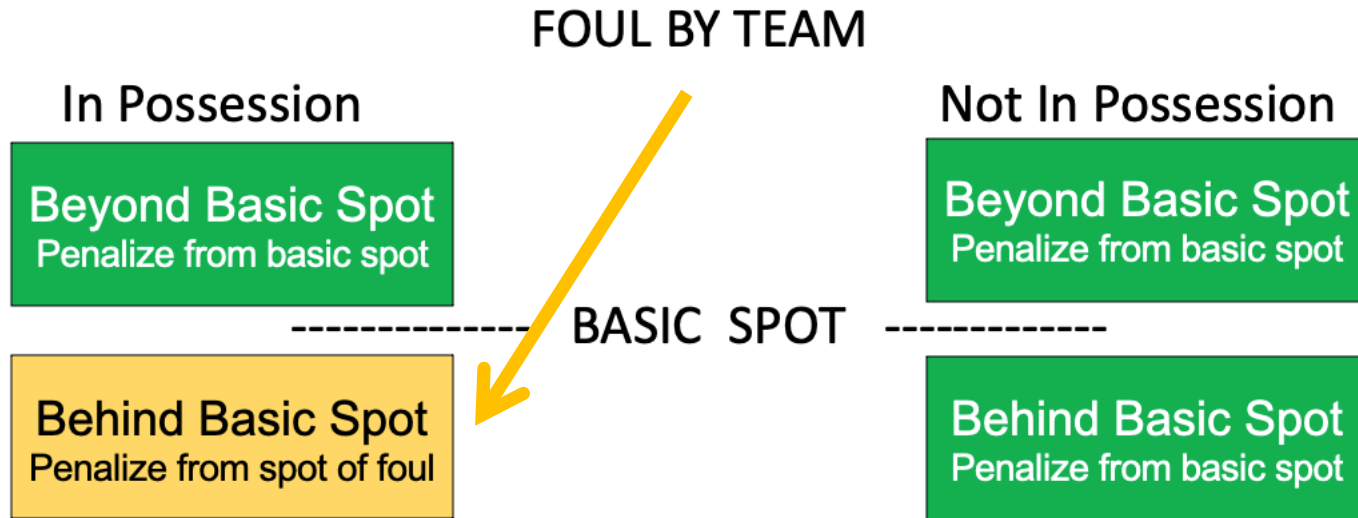 FOUL BY TEAM
In Possession
Not In Possession
Beyond Basic Spot
Penalize from basic spot
Beyond Basic Spot
Penalize from basic spot
-------------- BASIC SPOT -------------
Behind Basic Spot
Penalize from spot of foul
Behind Basic Spot
Penalize from basic spot